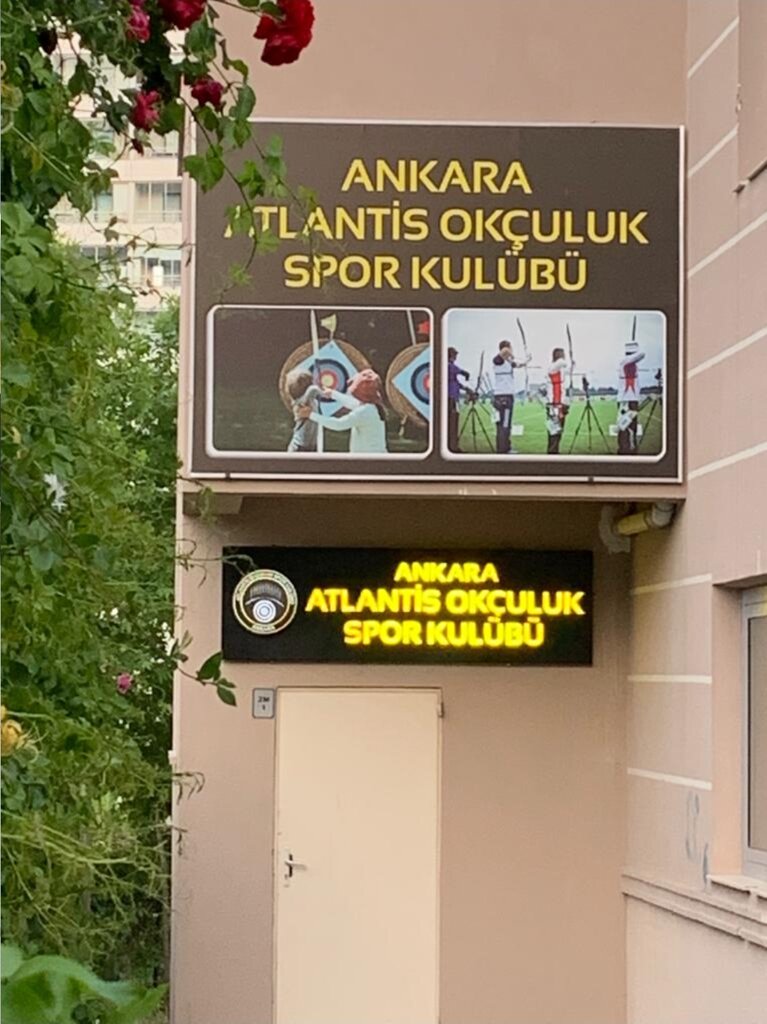 ANKARA
ATLANTİS OKÇULUK
SPOR KULÜBÜ
ANKARA
ATLANTİS OKÇULUK
SPOR KULÜBÜ